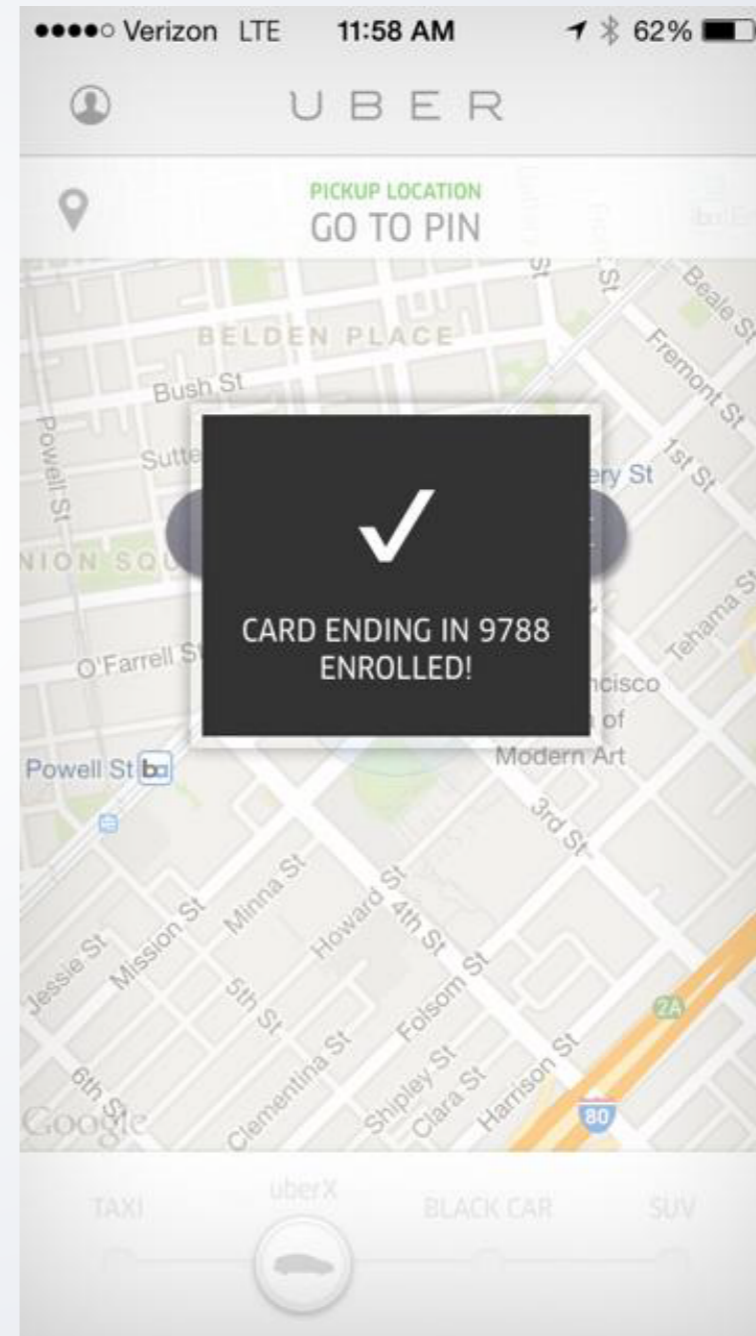 Verizon LTE 11:58 AM 62%
UBER
PICKUP LOCATION
GO TO PIN
BELDEN PLACE
Beale St
Fremont St
Bush St
Powell St
1st St
St
St
CARD ENDING IN 9788
ENROLLED!
O'Farrell St
Tehama St
of
Modern Art
Powell St
3rd St
Minna St
Howard St
4th St
Jessie St
Mission St
5th St
Folsom St
2A
6th St
Clementina St
Shipley St
Clara St
Harrison St
80
Google
TAXI
uberX
BLACK CAR
SUV